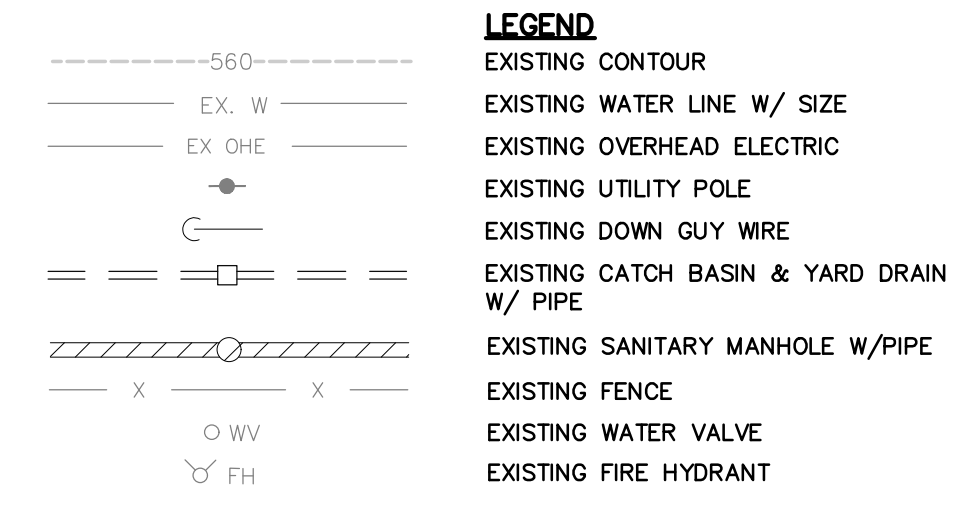 LEGEND
560 EXISTING CONTOUR
EX. W EXISTING WATER LINE W/ SIZE
EX OHE EXISTING OVERHEAD ELECTRIC
EXISTING UTILITY POLE
EXISTING DOWN GUY WIRE
EXISTING CATCH BASIN & YARD DRAIN
W/ PIPE
EXISTING SANITARY MANHOLE W/PIPE
X X EXISTING FENCE
WV EXISTING WATER VALVE
FH EXISTING FIRE HYDRANT